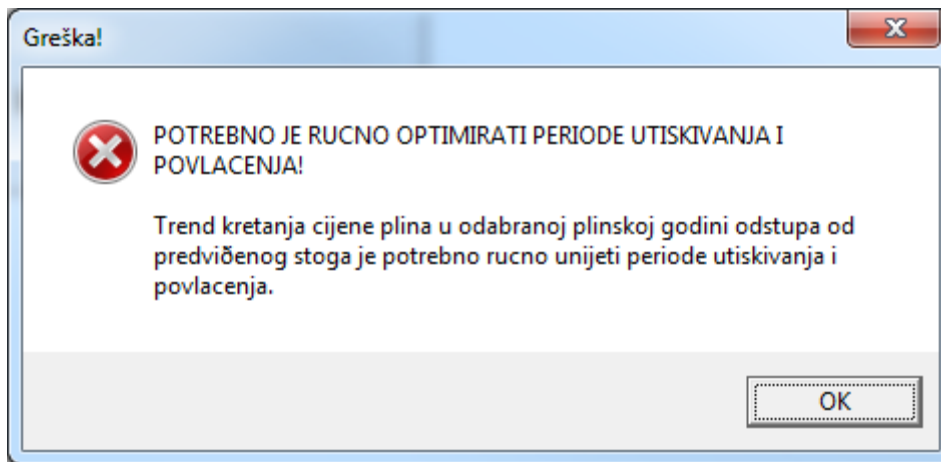 Greška!
POTREBNO JE RUCNO OPTIMIRATI PERIODE UTISKIVANJA I
POVLACENJA!
Trend kretanja cijene plina u odabranoj plinskoj godini odstupa od
predviðenog stoga je potrebno rucno unijeti periode utiskivanja i
povlacenja.
OK